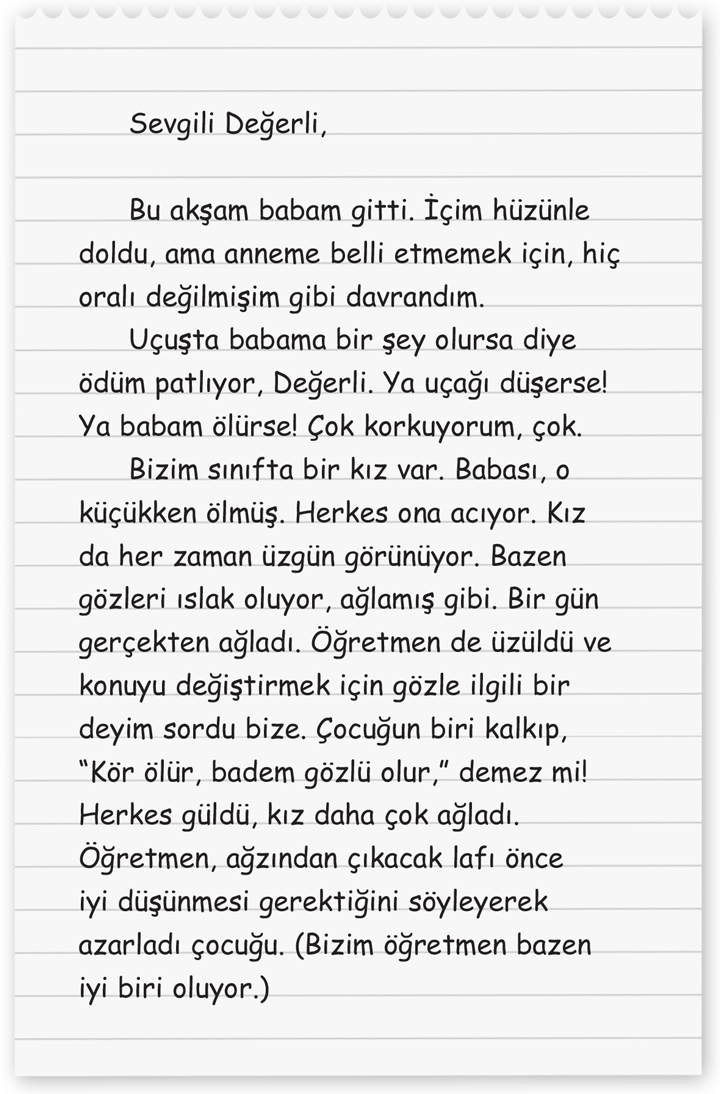 Sevgili Değerli,
Bu akşam babam gitti. İçim hüzünle
doldu, ama anneme belli etmemek için, hiç
oralı değilmişim gibi davrandım.
Uçuşta babama bir şey olursa diye
ödüm patlıyor, Değerli. Ya uçağı düşerse!
Ya babam ölürse! Çok korkuyorum, çok.
Bizim sınıfta bir kız var. Babası, o
küçükken ölmüş. Herkes ona acıyor. Kız
da her zaman üzgün görünüyor. Bazen
gözleri ıslak oluyor, ağlamış gibi. Bir gün
gerçekten ağladı. Öğretmen de üzüldü ve
konuyu değiştirmek için gözle ilgili bir
deyim sordu bize. Çocuğun biri kalkıp,
“Kör ölür, badem gözlü olur,” demez mi!
Herkes güldü, kız daha çok ağladı.
Öğretmen, ağzından çıkacak lafı önce
iyi düşünmesi gerektiğini söyleyerek
azarladı çocuğu. (Bizim öğretmen bazen
iyi biri oluyor.)